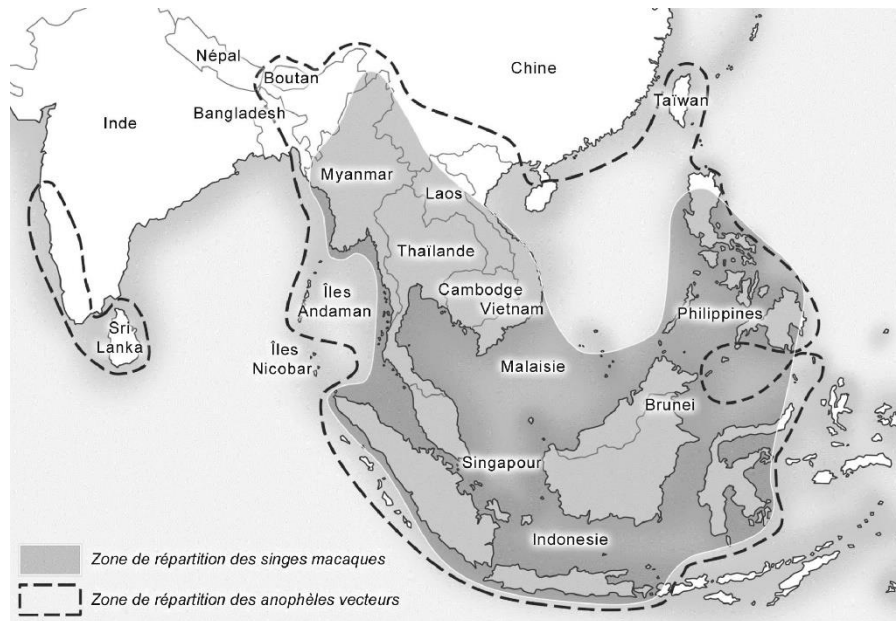 Népal
Boutan
Chine
Bangladesh
Taïwan
Inde
Myanmar
Laos
Thaïlande
Îles
Andaman
Cambodge
Vietnam
Philippines
Sri
Lanka
Îles
Nicobar
Malaisie
Brunei
Singapour
Indonesie
Zone de répartition des singes macaques
Zone de répartition des anophèles vecteurs